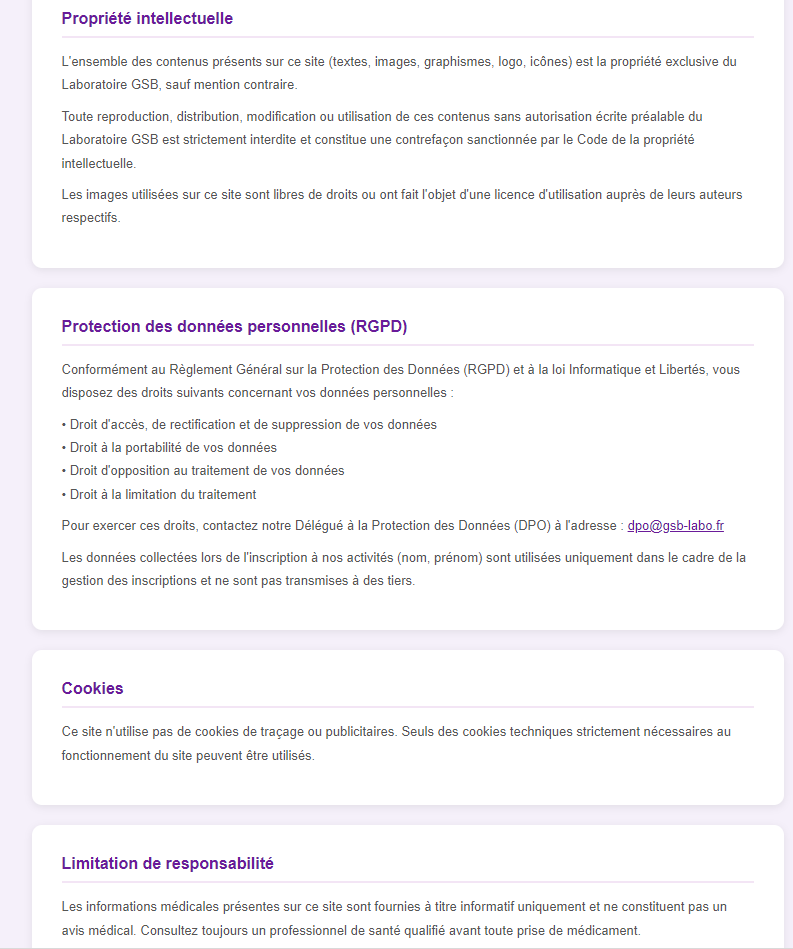 Propriété intellectuelle
L'ensemble des contenus présents sur ce site (textes, images, graphismes, logo, icônes) est la propriété exclusive du
Laboratoire GSB, sauf mention contraire.
Toute reproduction, distribution, modification ou utilisation de ces contenus sans autorisation écrite préalable du
Laboratoire GSB est strictement interdite et constitue une contrefaçon sanctionnée par le Code de la propriété
intellectuelle.
Les images utilisées sur ce site sont libres de droits ou ont fait l'objet d'une licence d'utilisation auprès de leurs auteurs
respectifs.
Protection des données personnelles (RGPD)
Conformément au Règlement Général sur la Protection des Données (RGPD) et à la loi Informatique et Libertés, vous
disposez des droits suivants concernant vos données personnelles :
• Droit d'accès, de rectification et de suppression de vos données
• Droit à la portabilité de vos données
• Droit d'opposition au traitement de vos données
• Droit à la limitation du traitement
Pour exercer ces droits, contactez notre Délégué à la Protection des Données (DPO) à l'adresse : dpo@gsb-labo.fr
Les données collectées lors de l'inscription à nos activités (nom, prénom) sont utilisées uniquement dans le cadre de la
gestion des inscriptions et ne sont pas transmises à des tiers.
Cookies
Ce site n'utilise pas de cookies de traçage ou publicitaires. Seuls des cookies techniques strictement nécessaires au
fonctionnement du site peuvent être utilisés.
Limitation de responsabilité
Les informations médicales présentes sur ce site sont fournies à titre informatif uniquement et ne constituent pas un
avis médical. Consultez toujours un professionnel de santé qualifié avant toute prise de médicament.